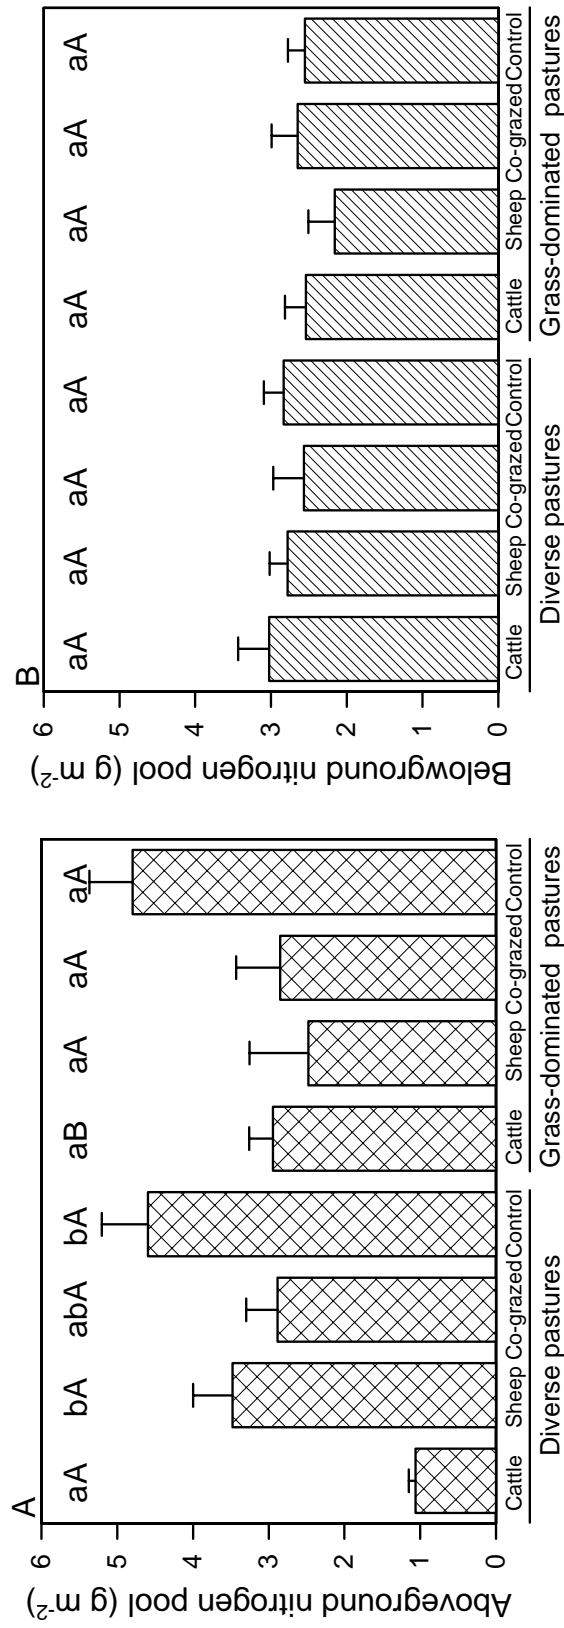 A
Aboveground nitrogen pool (g m⁻²)
6
5
4
3
2
1
0
aA bA abA bA aB aA aA aA
Cattle Sheep Co-grazed Control Cattle Sheep Co-grazed Control
Diverse pastures Grass-dominated pastures
B
Belowground nitrogen pool (g m⁻²)
6
5
4
3
2
1
0
aA aA aA aA aA aA aA aA
Cattle Sheep Co-grazed Control Cattle Sheep Co-grazed Control
Diverse pastures Grass-dominated pastures